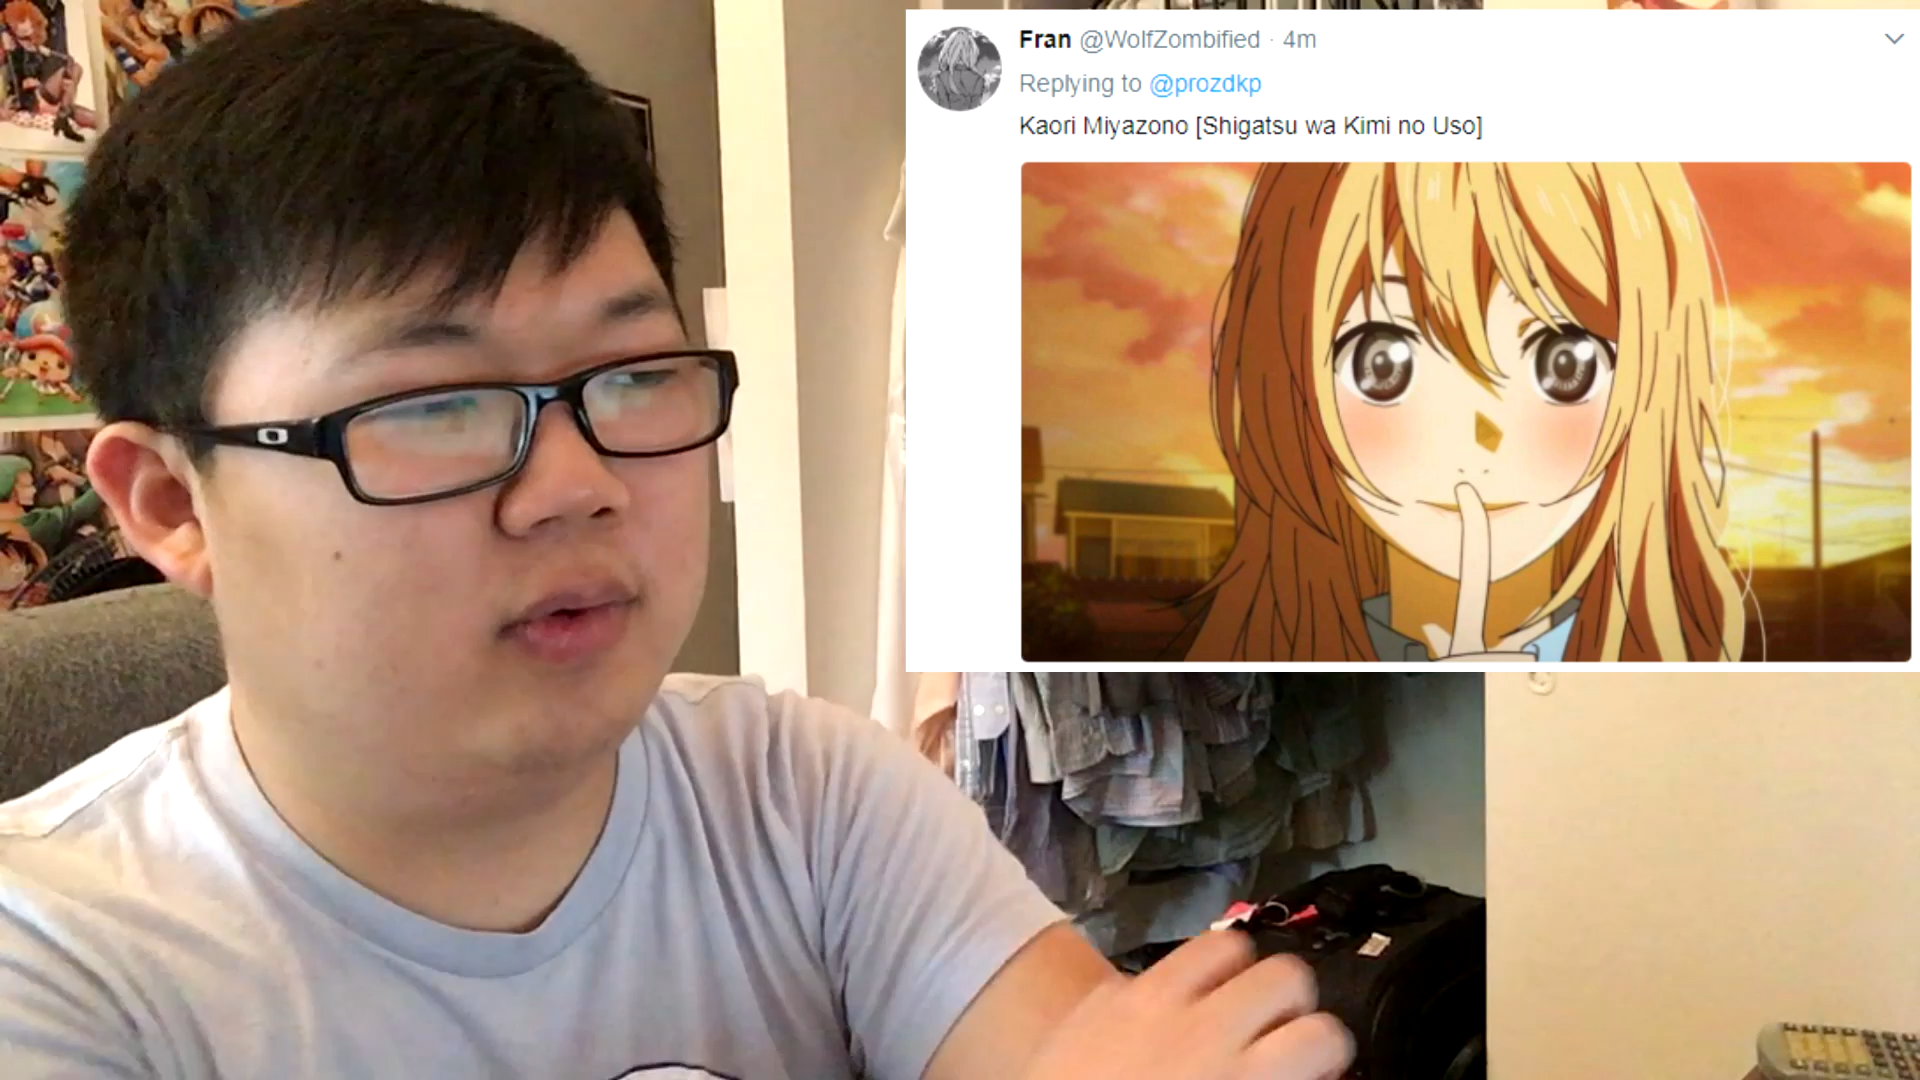 Fran @WolfZombified · 4m
Replying to @prozdkp
Kaori Miyazono [Shigatsu wa Kimi no Uso]